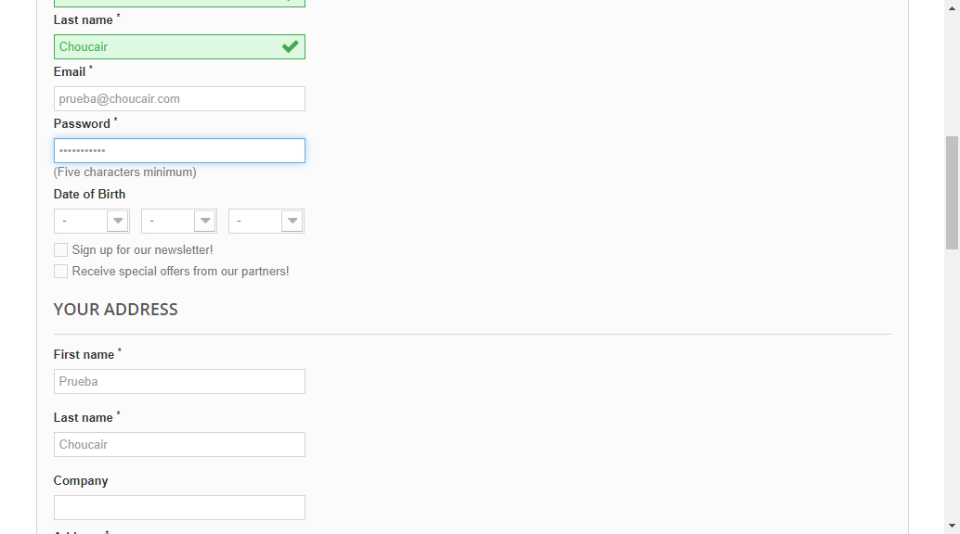 Last name *
Choucair
Email *
prueba@choucair.com
Password *
•••••••••••
(Five characters minimum)
Date of Birth
- - -
Sign up for our newsletter!
Receive special offers from our partners!
YOUR ADDRESS
First name *
Prueba
Last name *
Choucair
Company